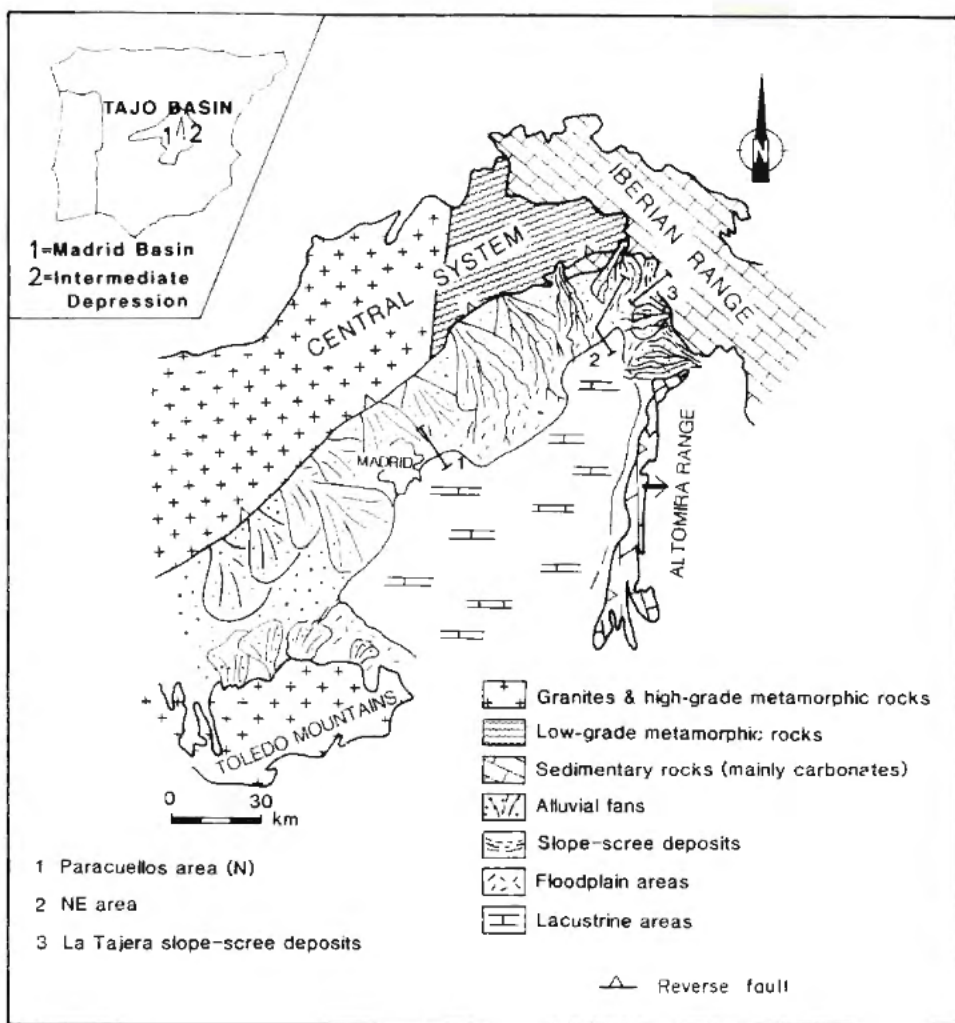 TAJO BASIN
1 2
1=Madrid Basin
2=Intermediate
Depression
N
IBERIAN RANGE
CENTRAL SYSTEM
3
2
MADRID
1
ALTOMIRA RANGE
TOLEDO MOUNTAINS
0 30
km
Granites & high-grade metamorphic rocks
Low-grade metamorphic rocks
Sedimentary rocks (mainly carbonates)
Alluvial fans
Slope-scree deposits
Floodplain areas
Lacustrine areas
Reverse fault
1 Paracuellos area (N)
2 NE area
3 La Tajera slope-scree deposits